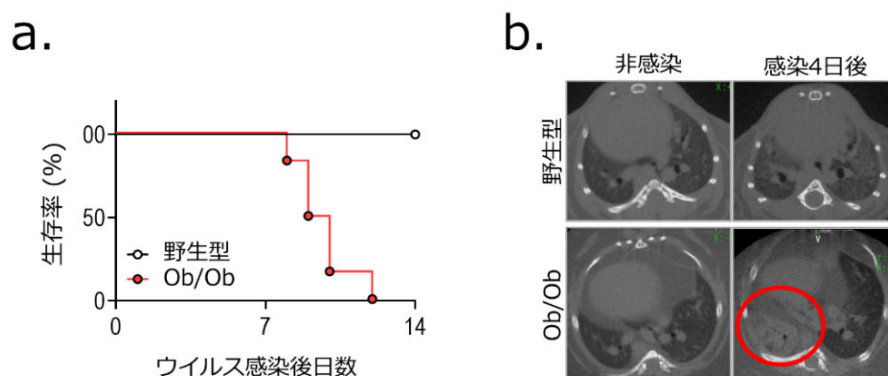 a.
00
50
0
生存率 (%)
野生型
Ob/Ob
0
7
14
ウイルス感染後日数
b.
非感染
感染4日後
野生型
Ob/Ob